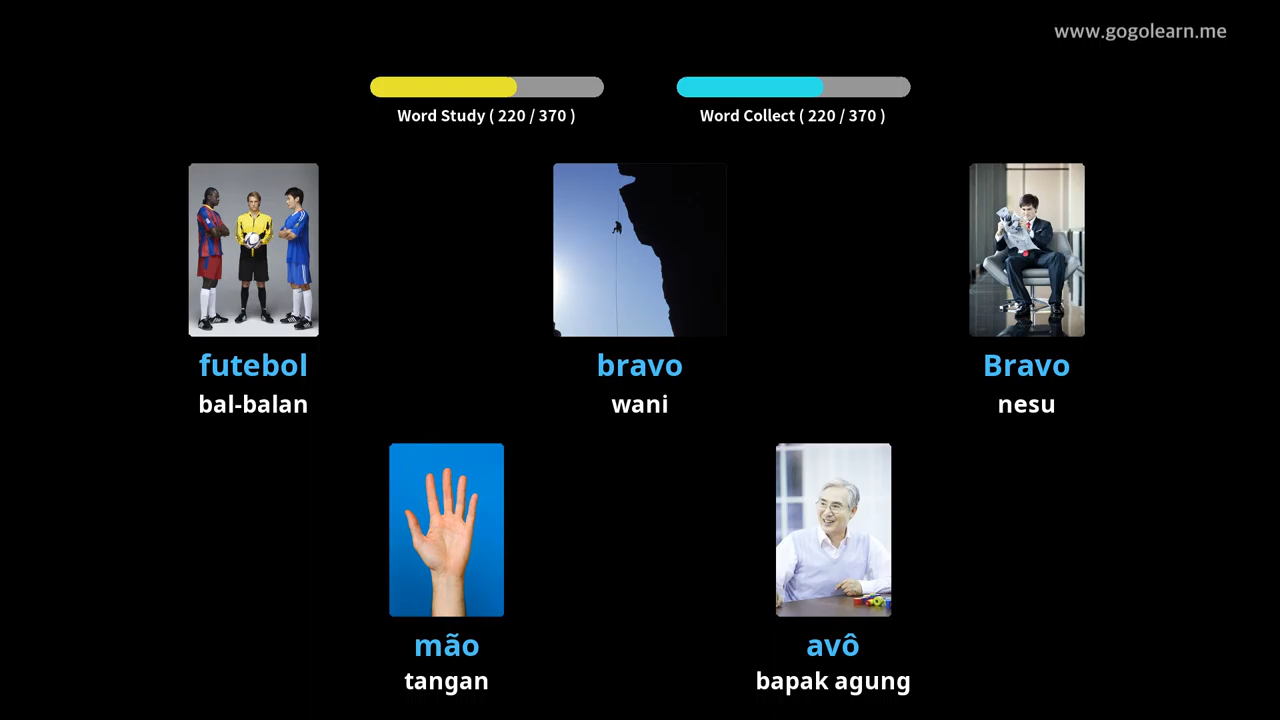 www.gogolearn.me
Word Study ( 220 / 370 )
Word Collect ( 220 / 370 )
futebol
bal-balan
bravo
wani
Bravo
nesu
mão
tangan
avô
bapak agung